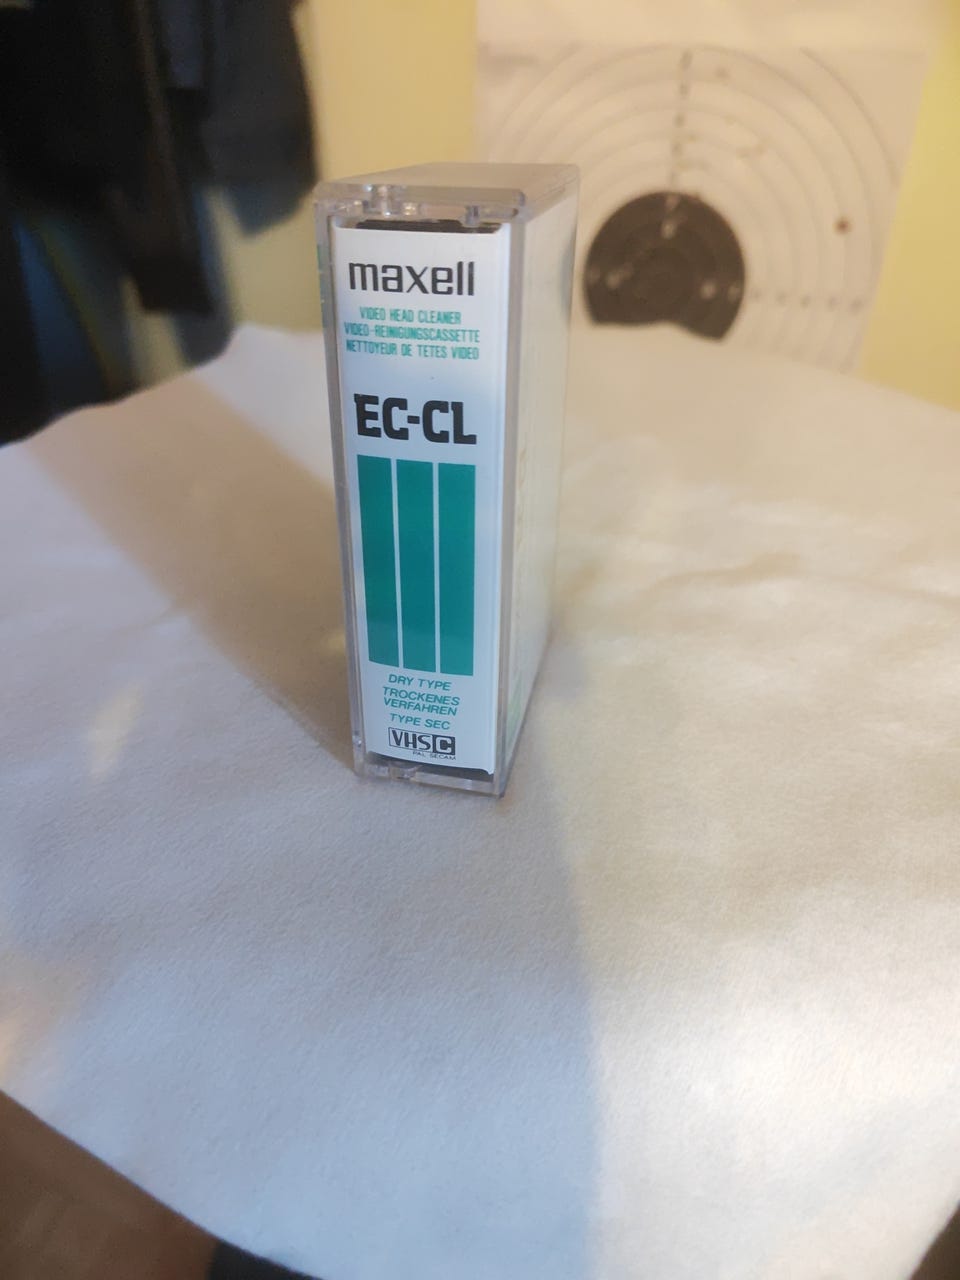 maxell
VIDEO HEAD CLEANER
VIDEO-REINIGUNGSCASSETTE
NETTOYEUR DE TETES VIDEO
EC-CL
DRY TYPE
TROCKENES
VERFAHREN
TYPE SEC
VHS C
PAL SECAM